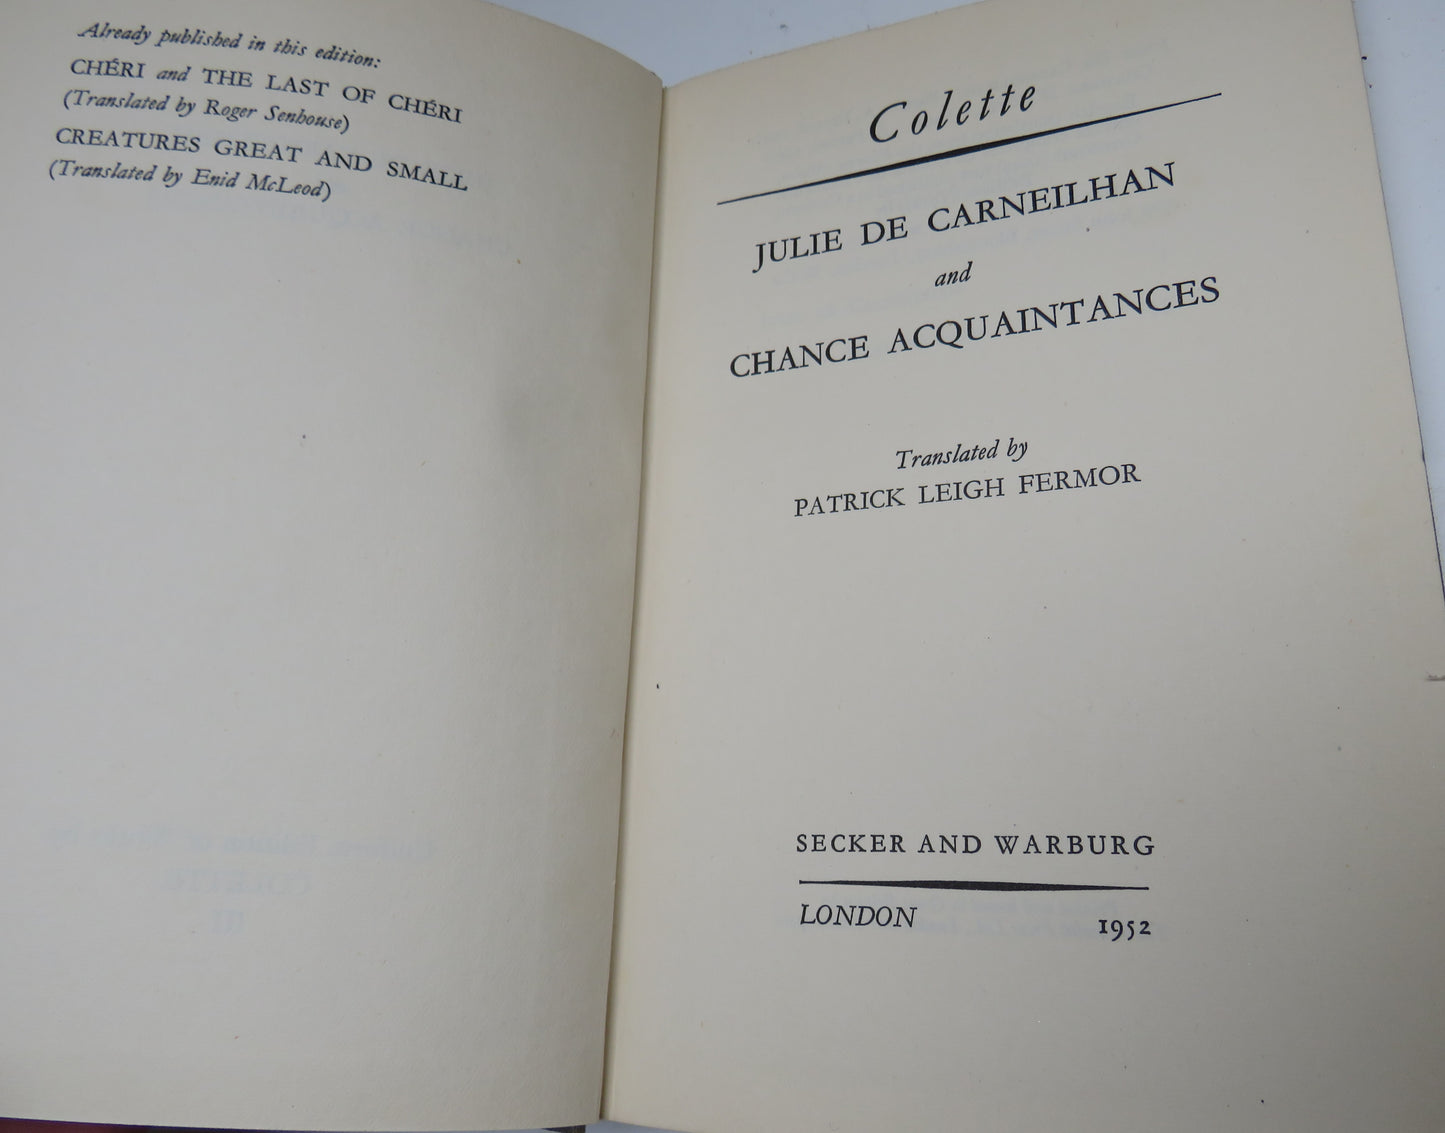 Already published in this edition:
CHÉRI and THE LAST OF CHÉRI
(Translated by Roger Senhouse)
CREATURES GREAT AND SMALL
(Translated by Enid McLeod)
Colette
JULIE DE CARNEILHAN
and
CHANCE ACQUAINTANCES
Translated by
PATRICK LEIGH FERMOR
SECKER AND WARBURG
LONDON 1952